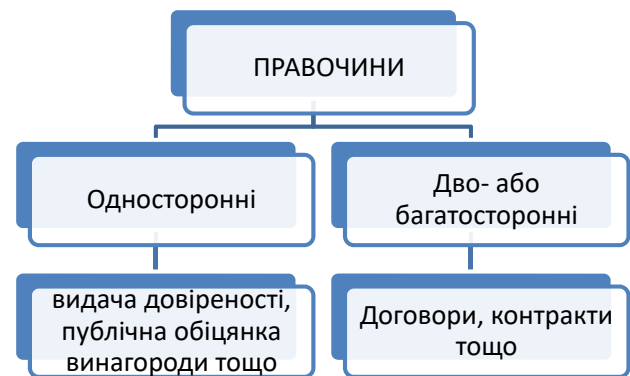 ПРАВОЧИНИ
Односторонні
Дво- або
багатосторонні
видача довіреності,
публічна обіцянка
винагороди тощо
Договори, контракти
тощо